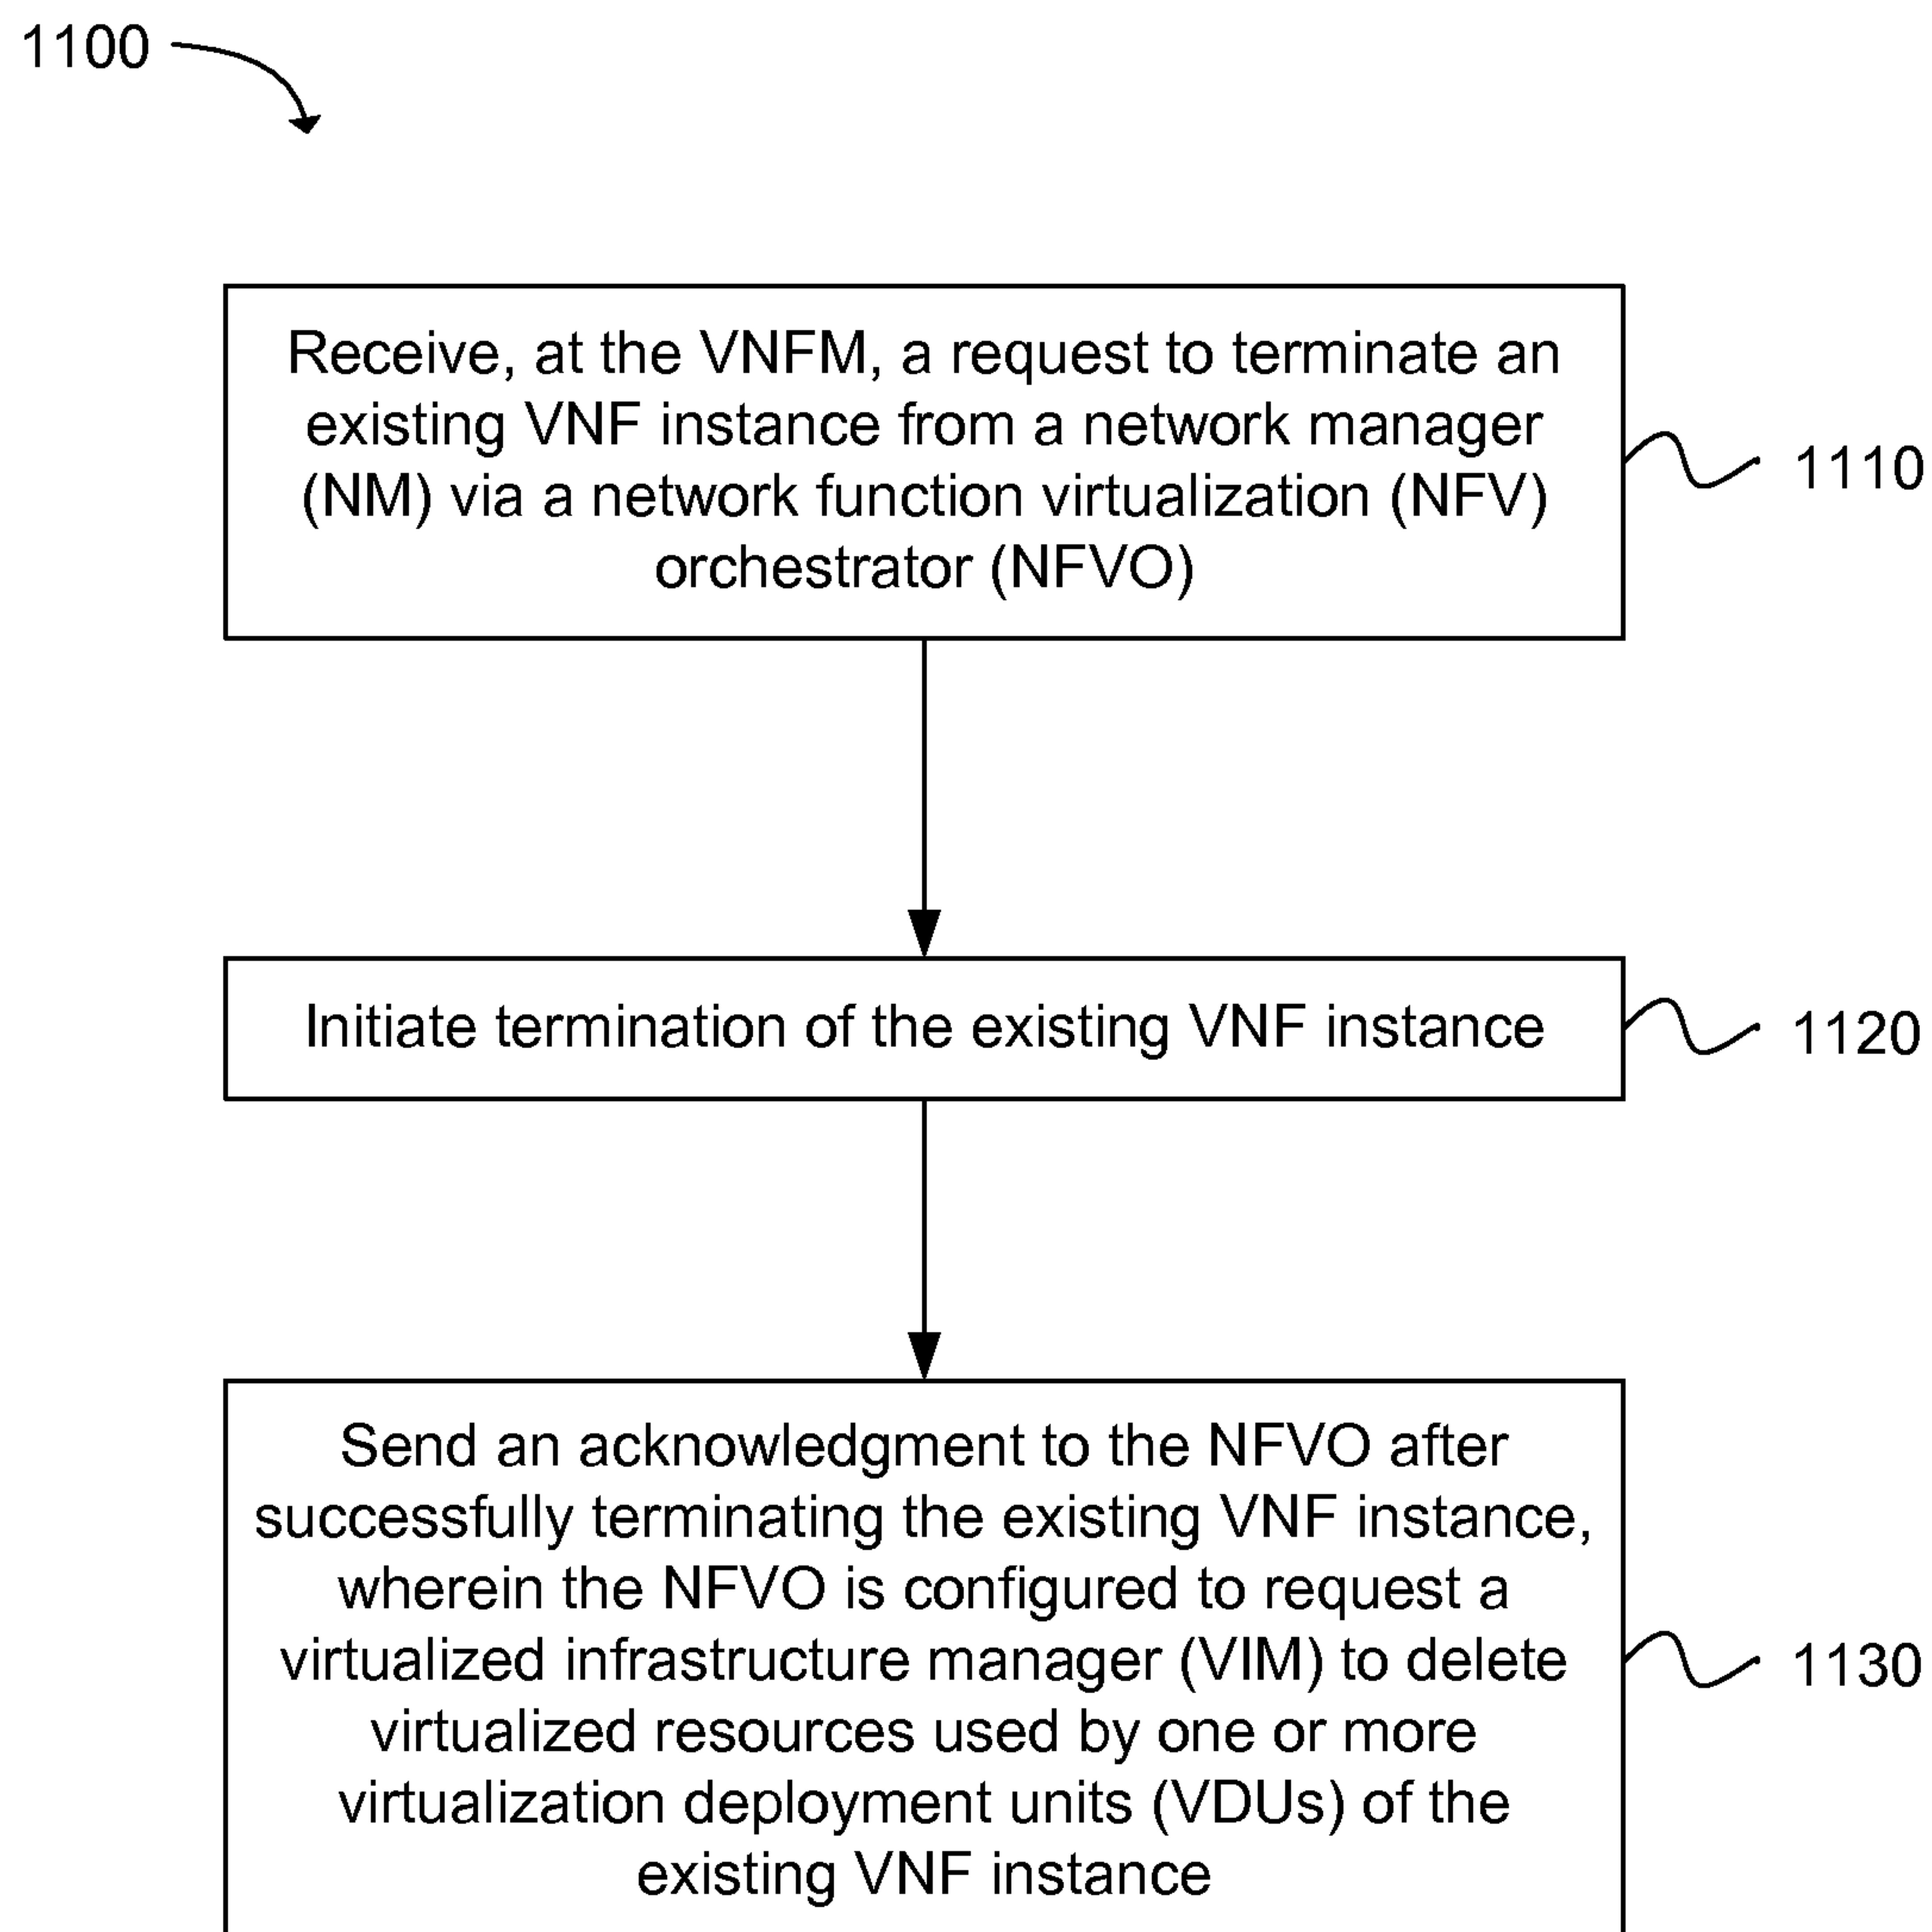 1100
Receive, at the VNFM, a request to terminate an
existing VNF instance from a network manager
(NM) via a network function virtualization (NFV)
orchestrator (NFVO)
1110
Initiate termination of the existing VNF instance
1120
Send an acknowledgment to the NFVO after
successfully terminating the existing VNF instance,
wherein the NFVO is configured to request a
virtualized infrastructure manager (VIM) to delete
virtualized resources used by one or more
virtualization deployment units (VDUs) of the
existing VNF instance
1130